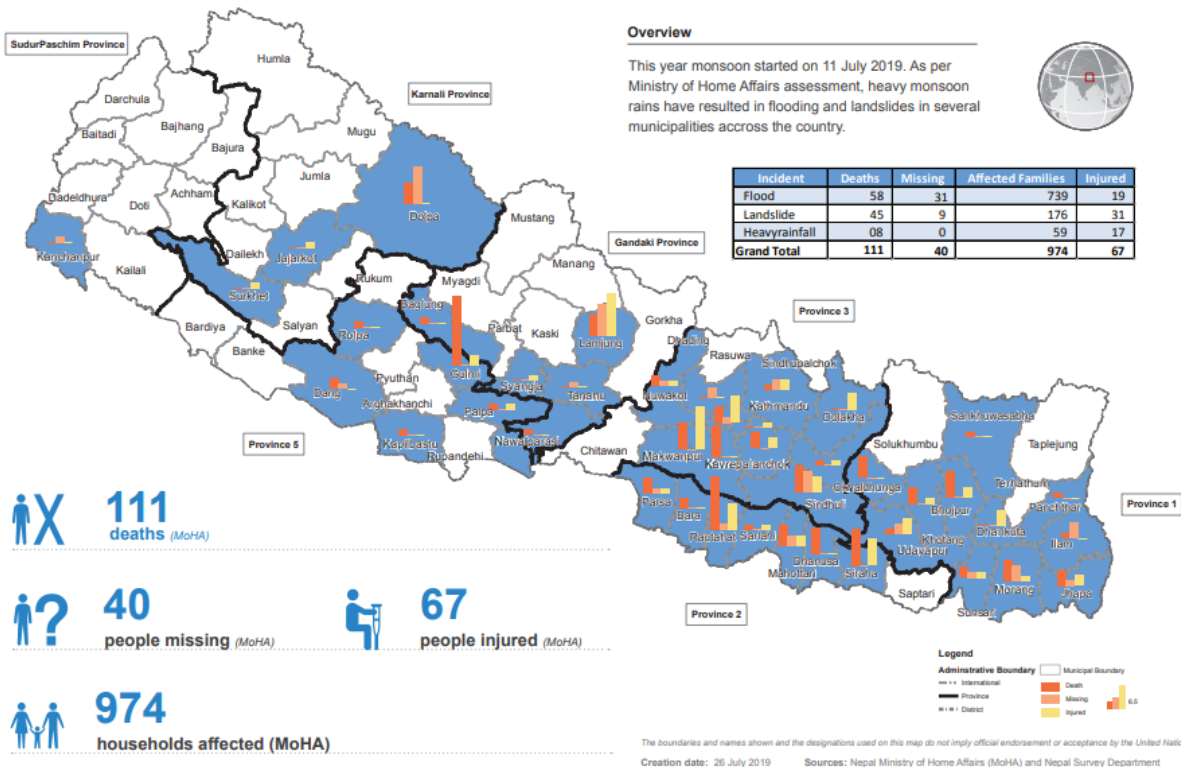 SudurPaschim Province
Humla
Karnali Province
Darchula
Baitadi
Bajhang
Bajura
Mugu
Jumla
Dadeldhura
Doti
Achham
Kalikot
Dolpa
Mustang
Kanchanpur
Kailali
Dailekh
Jajarkot
Gandaki Province
Manang
Surkhet
Rukum
Myagdi
Bardiya
Salyan
Baglung
Parbat
Kaski
Gorkha
Banke
Rolpa
Lamjung
Dhading
Rasuwa
Province 3
Sindhupalchok
Dang
Pyuthan
Gulmi
Syangja
Tanahu
Nuwakot
Kathmandu
Dolakha
Arghakhanchi
Palpa
Sankhuwasabha
Taplejung
Solukhumbu
Province 5
Kapilbastu
Rupandehi
Nawalparasi
Chitawan
Makwanpur
Kavrepalanchok
Okhaldhunga
Terhathum
Sindhuli
Bhojpur
Panchthar
Province 1
Parsa
Bara
Rautahat
Sarlahi
Mahottari
Dhanusa
Siraha
Udayapur
Khotang
Dhankuta
Ilam
Saptari
Sunsari
Morang
Jhapa
Province 2
Overview
This year monsoon started on 11 July 2019. As per
Ministry of Home Affairs assessment, heavy monsoon
rains have resulted in flooding and landslides in several
municipalities accross the country.
Incident Deaths Missing Affected Families Injured
Flood 58 31 739 19
Landslide 45 9 176 31
Heavyrainfall 08 0 59 17
Grand Total 111 40 974 67
111
deaths (MoHA)
40
people missing (MoHA)
67
people injured (MoHA)
974
households affected (MoHA)
Legend
Adminstrative Boundary
International
Province
District
Municipal Boundary
Death
Missing
Injured
6.5
The boundaries and names shown and the designations used on this map do not imply official endorsement or acceptance by the United Natio
Creation date: 26 July 2019 Sources: Nepal Ministry of Home Affairs (MoHA) and Nepal Survey Department